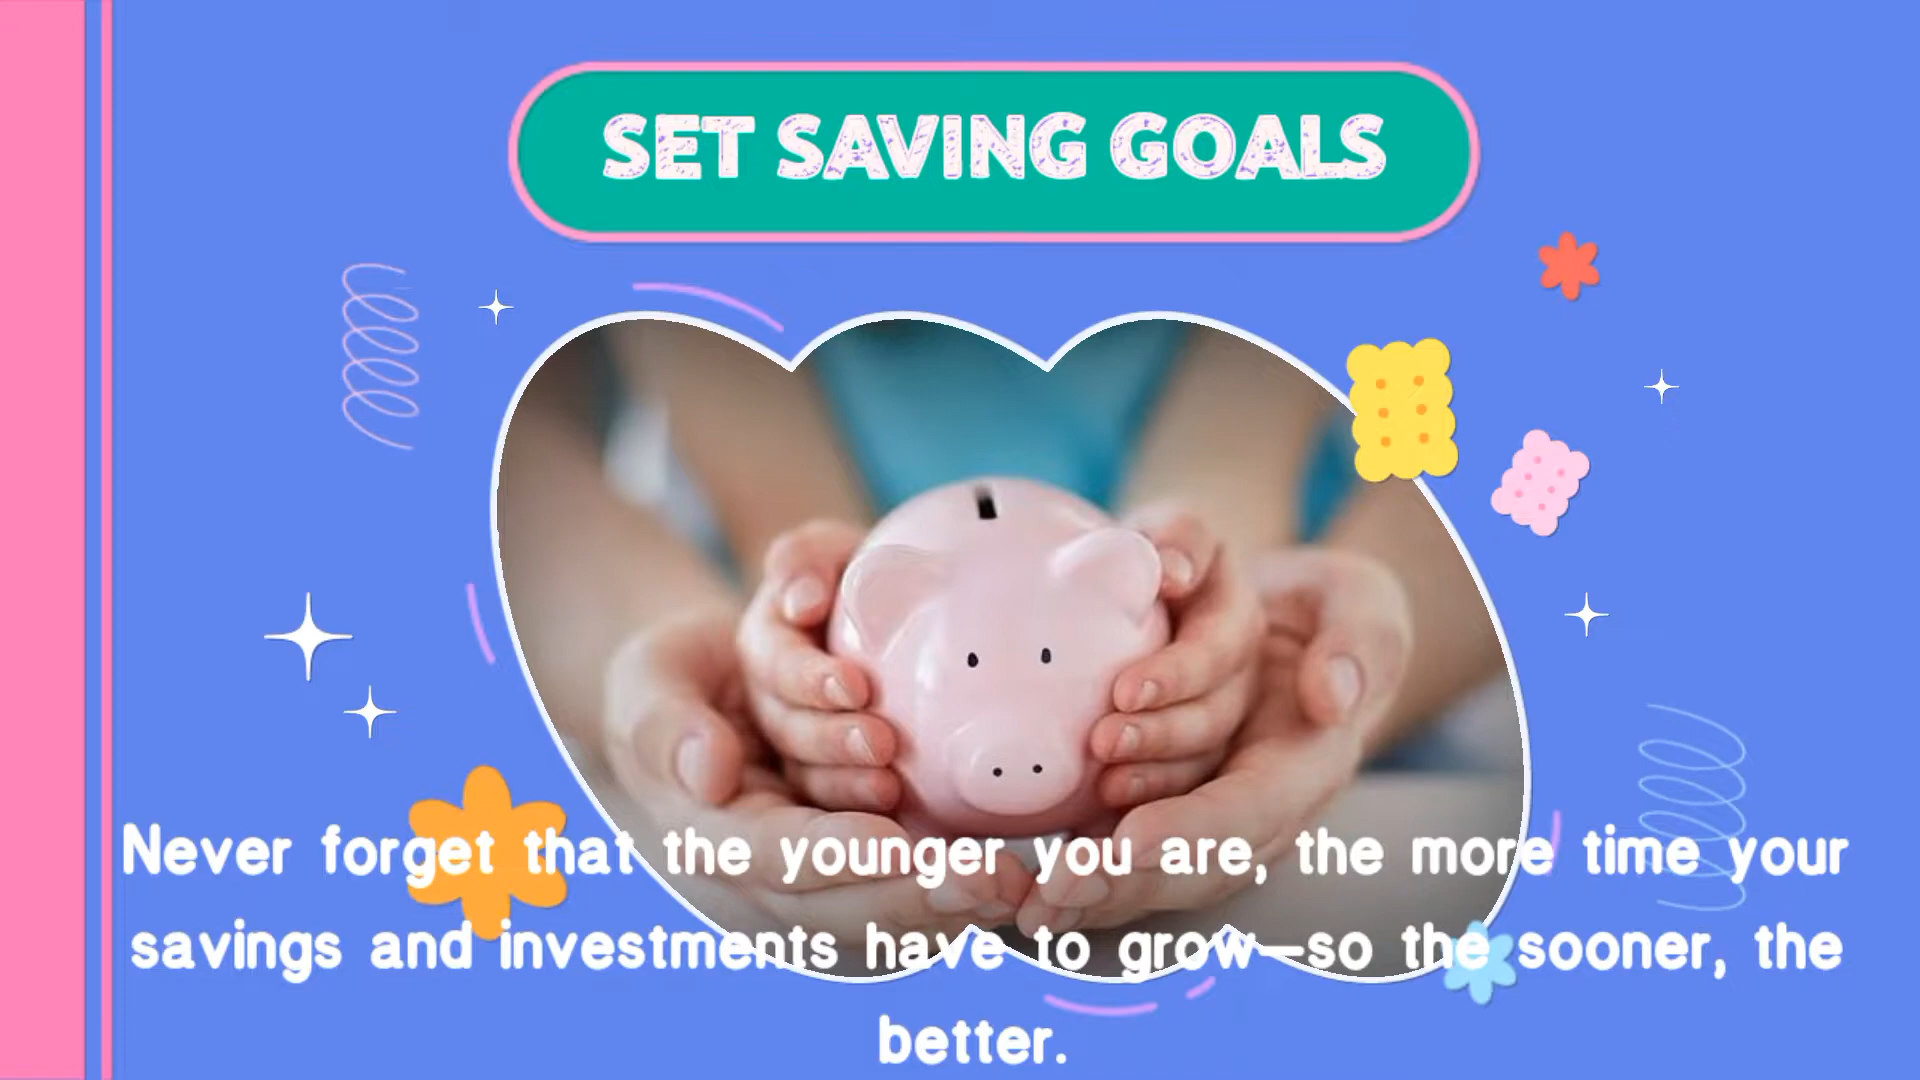 SET SAVING GOALS
Never forget that the younger you are, the more time your
savings and investments have to grow—so the sooner, the
better.